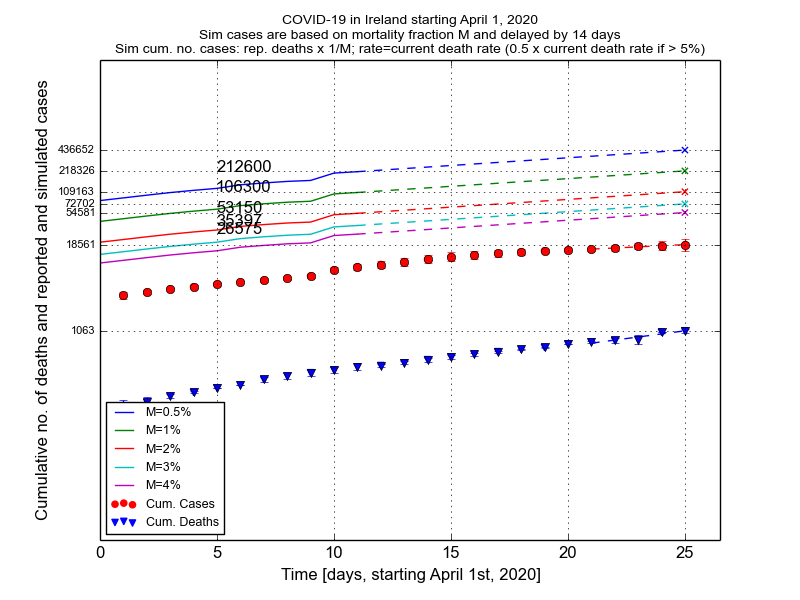 COVID-19 in Ireland starting April 1, 2020
Sim cases are based on mortality fraction M and delayed by 14 days
Sim cum. no. cases: rep. deaths x 1/M; rate=current death rate (0.5 x current death rate if > 5%)
Cumulative no. of deaths and reported and simulated cases
436652
218326
109163
72702
54581
18561
1063
212600
106300
53150
35397
26575
M=0.5%
M=1%
M=2%
M=3%
M=4%
Cum. Cases
Cum. Deaths
0
5
10
15
20
25
Time [days, starting April 1st, 2020]